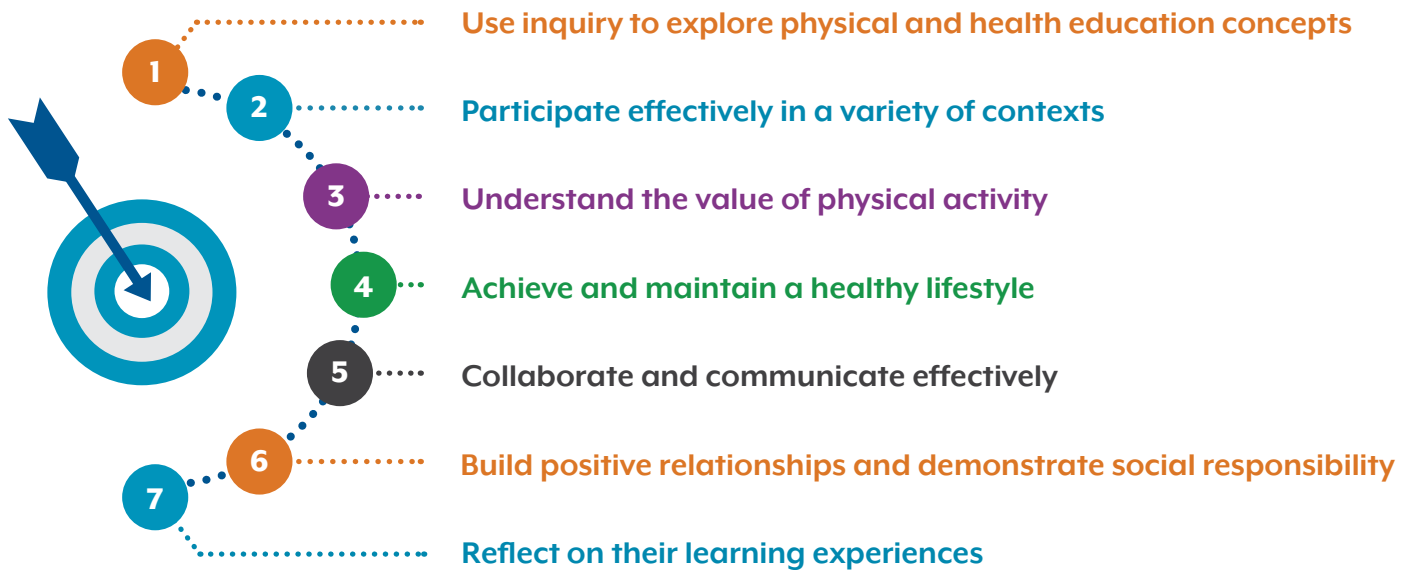 1 Use inquiry to explore physical and health education concepts
2 Participate effectively in a variety of contexts
3 Understand the value of physical activity
4 Achieve and maintain a healthy lifestyle
5 Collaborate and communicate effectively
6 Build positive relationships and demonstrate social responsibility
7 Reflect on their learning experiences